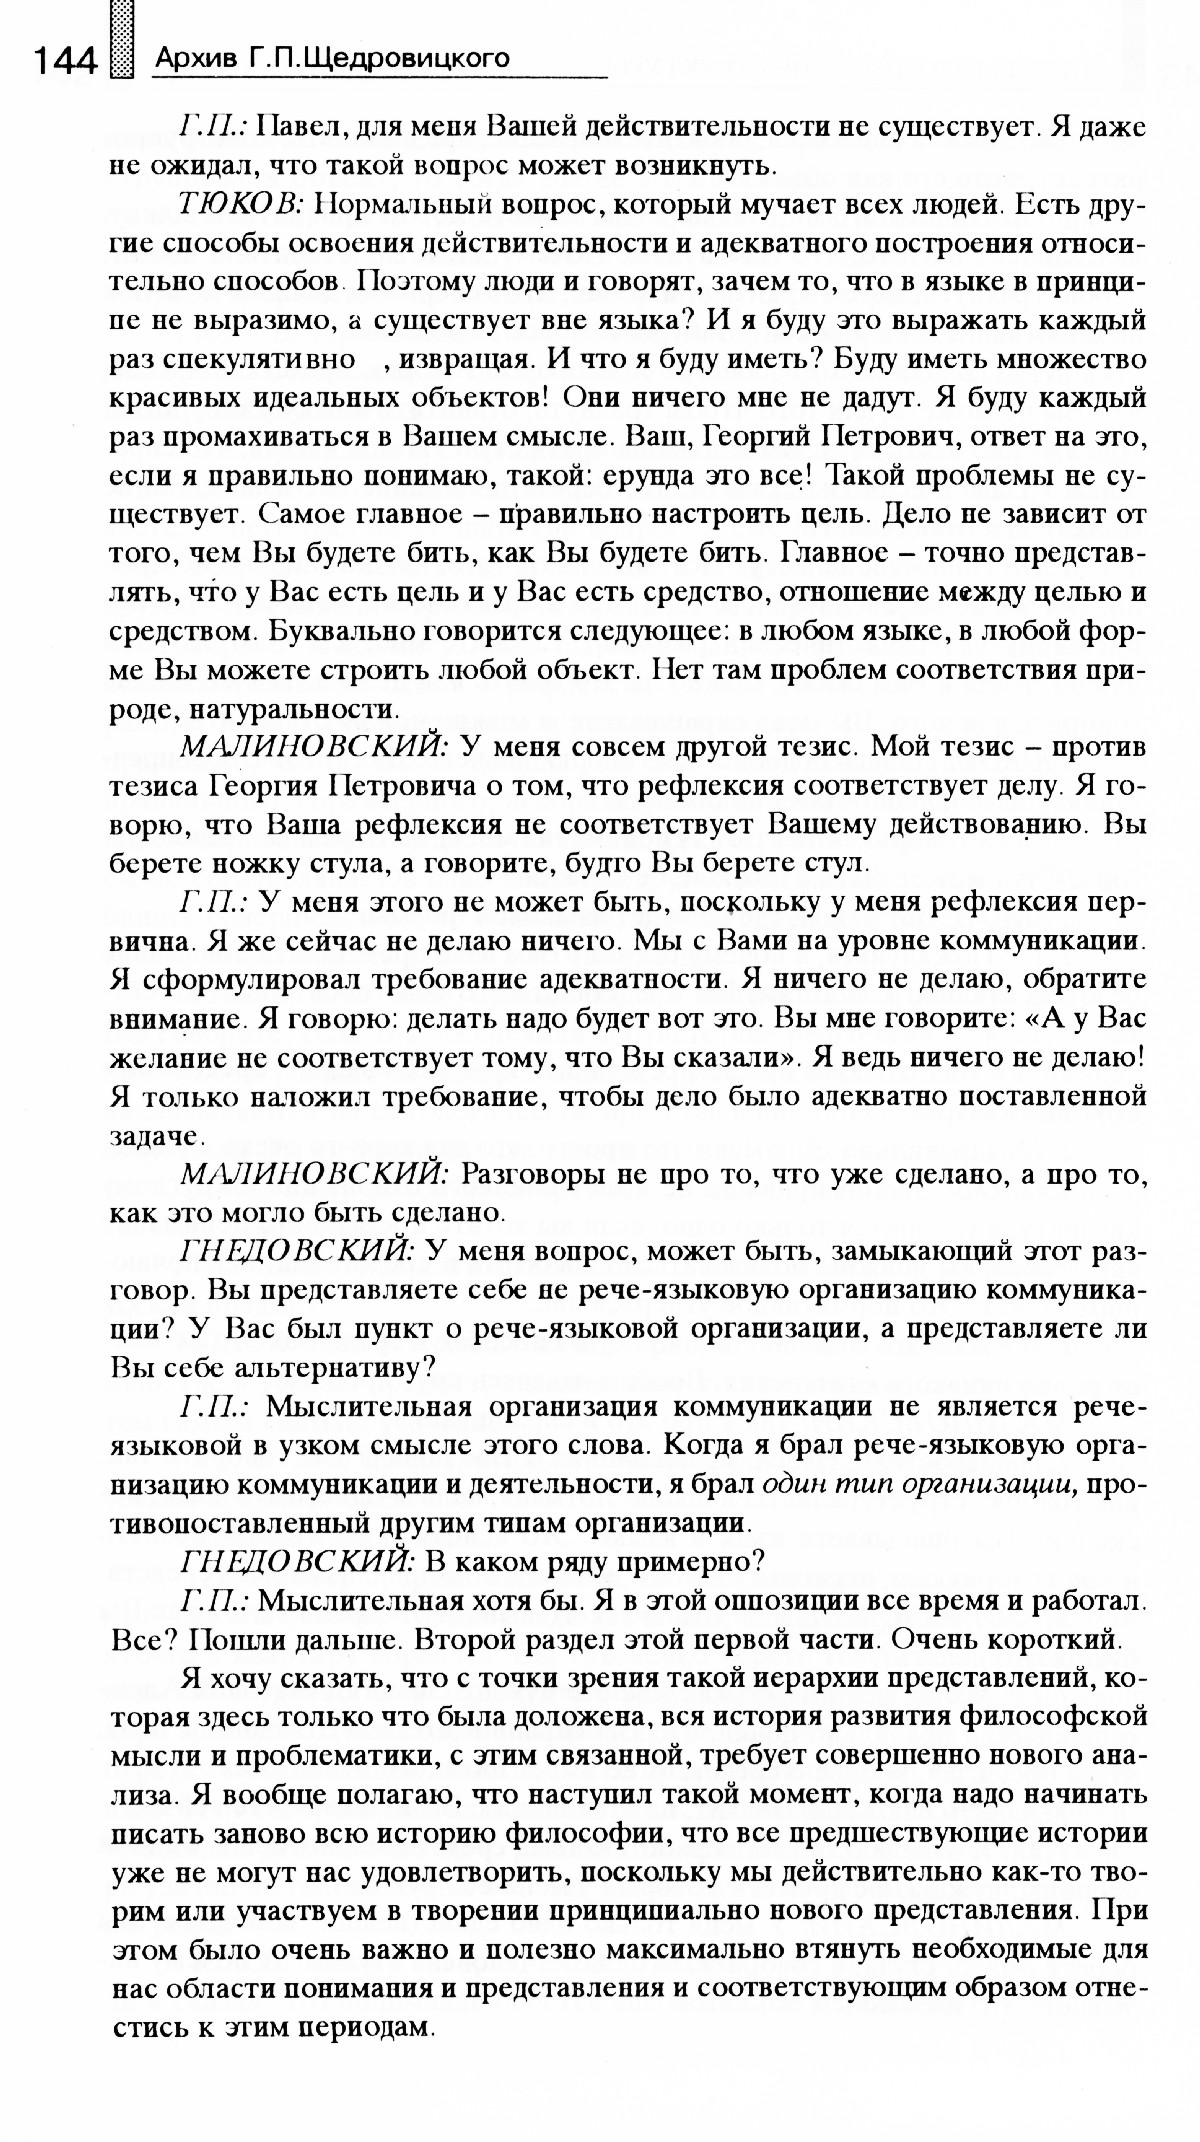 144
Архив Г.П.Щедровицкого
Г.П.: Павел, для меня Вашей действительности не существует. Я даже
не ожидал, что такой вопрос может возникнуть.
ТЮКОВ: Нормальный вопрос, который мучает всех людей. Есть дру-
гие способы освоения действительности и адекватного построения относи-
тельно способов. Поэтому люди и говорят, зачем то, что в языке в принци-
пе не выразимо, а существует вне языка? И я буду это выражать каждый
раз спекулятивно , извращая. И что я буду иметь? Буду иметь множество
красивых идеальных объектов! Они ничего мне не дадут. Я буду каждый
раз промахиваться в Вашем смысле. Ваш, Георгий Петрович, ответ на это,
если я правильно понимаю, такой: ерунда это все! Такой проблемы не су-
ществует. Самое главное – правильно настроить цель. Дело не зависит от
того, чем Вы будете бить, как Вы будете бить. Главное – точно представ-
лять, что у Вас есть цель и у Вас есть средство, отношение между целью и
средством. Буквально говорится следующее: в любом языке, в любой фор-
ме Вы можете строить любой объект. Нет там проблем соответствия при-
роде, натуральности.
МАЛИНОВСКИЙ: У меня совсем другой тезис. Мой тезис – против
тезиса Георгия Петровича о том, что рефлексия соответствует делу. Я го-
ворю, что Ваша рефлексия не соответствует Вашему действованию. Вы
берете ножку стула, а говорите, будто Вы берете стул.
Г.П.: У меня этого не может быть, поскольку у меня рефлексия пер-
вична. Я же сейчас не делаю ничего. Мы с Вами на уровне коммуникации.
Я сформулировал требование адекватности. Я ничего не делаю, обратите
внимание. Я говорю: делать надо будет вот это. Вы мне говорите: «А у Вас
желание не соответствует тому, что Вы сказали». Я ведь ничего не делаю!
Я только наложил требование, чтобы дело было адекватно поставленной
задаче.
МАЛИНОВСКИЙ: Разговоры не про то, что уже сделано, а про то,
как это могло быть сделано.
ГНЕДОВСКИЙ: У меня вопрос, может быть, замыкающий этот раз-
говор. Вы представляете себе не рече-языковую организацию коммуника-
ции? У Вас был пункт о рече-языковой организации, а представляете ли
Вы себе альтернативу?
Г.П.: Мыслительная организация коммуникации не является рече-
языковой в узком смысле этого слова. Когда я брал рече-языковую орга-
низацию коммуникации и деятельности, я брал один тип организации, про-
тивопоставленный другим типам организации.
ГНЕДОВСКИЙ: В каком ряду примерно?
Г.П.: Мыслительная хотя бы. Я в этой оппозиции все время и работал.
Все? Пошли дальше. Второй раздел этой первой части. Очень короткий.
Я хочу сказать, что с точки зрения такой иерархии представлений, ко-
торая здесь только что была доложена, вся история развития философской
мысли и проблематики, с этим связанной, требует совершенно нового ана-
лиза. Я вообще полагаю, что наступил такой момент, когда надо начинать
писать заново всю историю философии, что все предшествующие истории
уже не могут нас удовлетворить, поскольку мы действительно как-то тво-
рим или участвуем в творении принципиально нового представления. При
этом было очень важно и полезно максимально втянуть необходимые для
нас области понимания и представления и соответствующим образом отне-
стись к этим периодам.